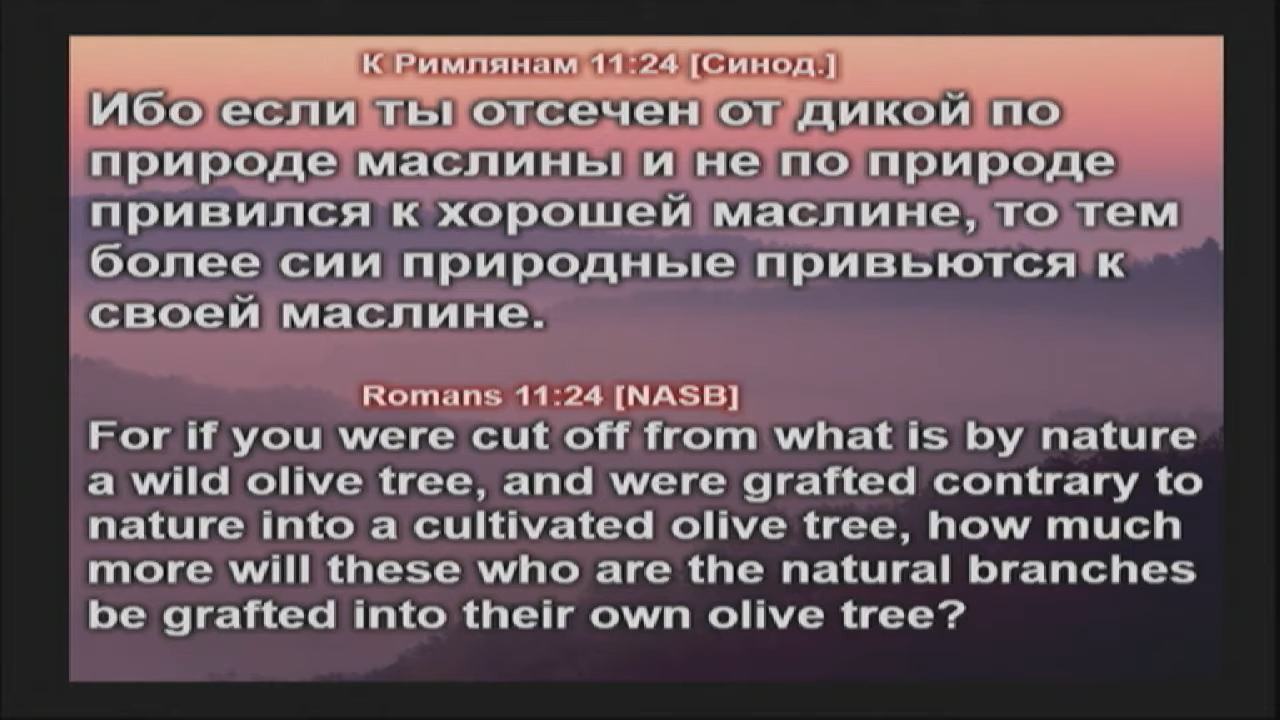 К Римлянам 11:24 [Синод.]
Ибо если ты отсечен от дикой по
природе маслины и не по природе
привился к хорошей маслине, то тем
более сии природные привьются к
своей маслине.
Romans 11:24 [NASB]
For if you were cut off from what is by nature
a wild olive tree, and were grafted contrary to
nature into a cultivated olive tree, how much
more will these who are the natural branches
be grafted into their own olive tree?